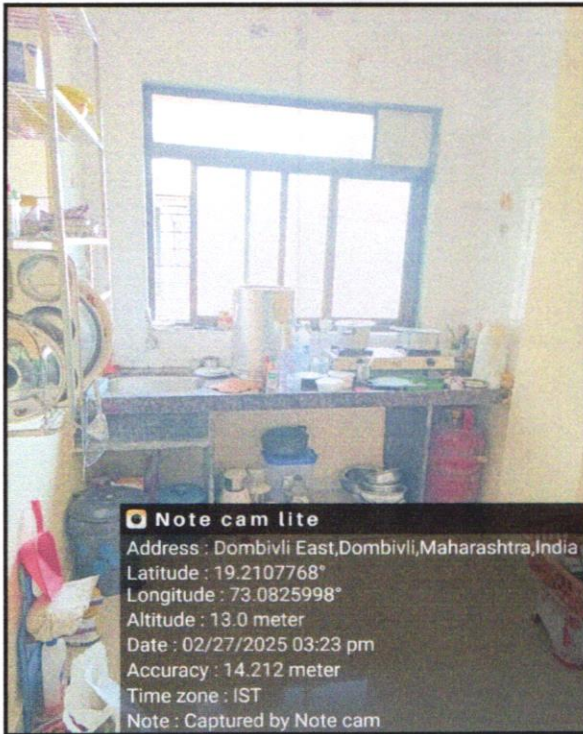 Note cam lite
Address : Dombivli East,Dombivli,Maharashtra,India
Latitude : 19.2107768°
Longitude : 73.0825998°
Altitude : 13.0 meter
Date : 02/27/2025 03:23 pm
Accuracy : 14.212 meter
Time zone : IST
Note : Captured by Note cam